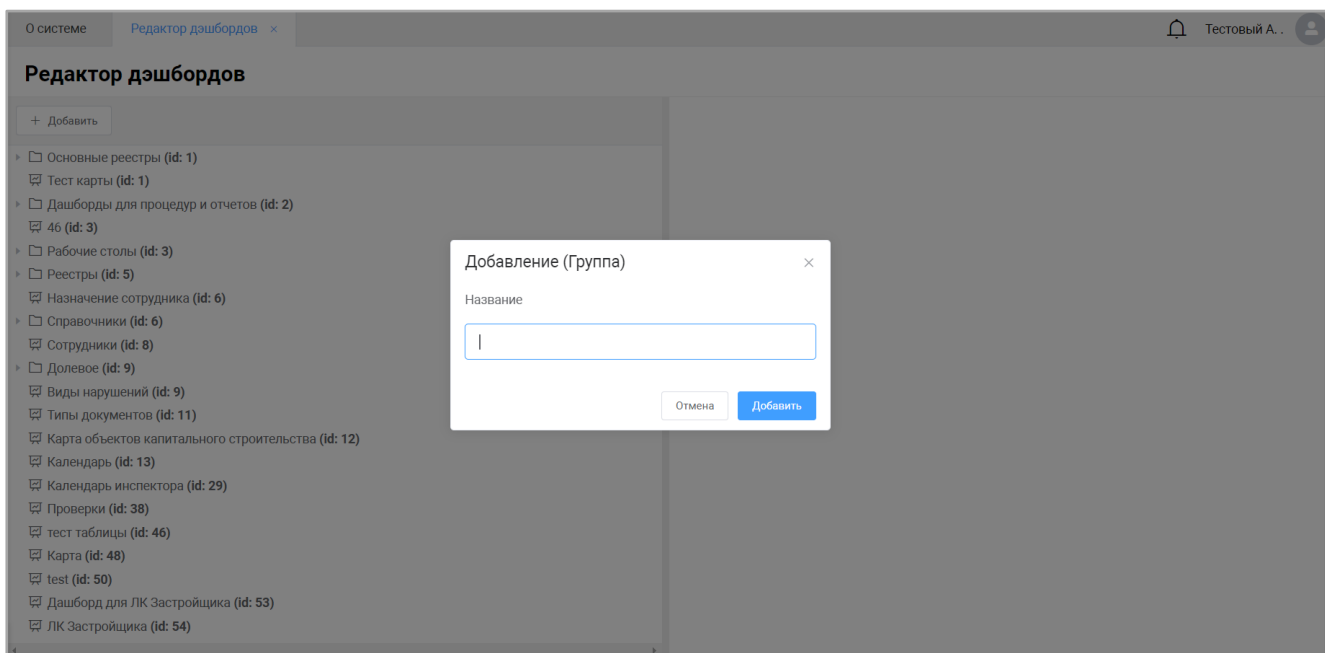 О системе Редактор дэшбордов × Тестовый А. .
Редактор дэшбордов
+ Добавить
Основные реестры (id: 1)
Тест карты (id: 1)
Дашборды для процедур и отчетов (id: 2)
46 (id: 3)
Рабочие столы (id: 3)
Реестры (id: 5)
Назначение сотрудника (id: 6)
Справочники (id: 6)
Сотрудники (id: 8)
Долевое (id: 9)
Виды нарушений (id: 9)
Типы документов (id: 11)
Карта объектов капитального строительства (id: 12)
Календарь (id: 13)
Календарь инспектора (id: 29)
Проверки (id: 38)
тест таблицы (id: 46)
Карта (id: 48)
test (id: 50)
Дашборд для ЛК Застройщика (id: 53)
ЛК Застройщика (id: 54)
Добавление (Группа)
Название
Отмена Добавить